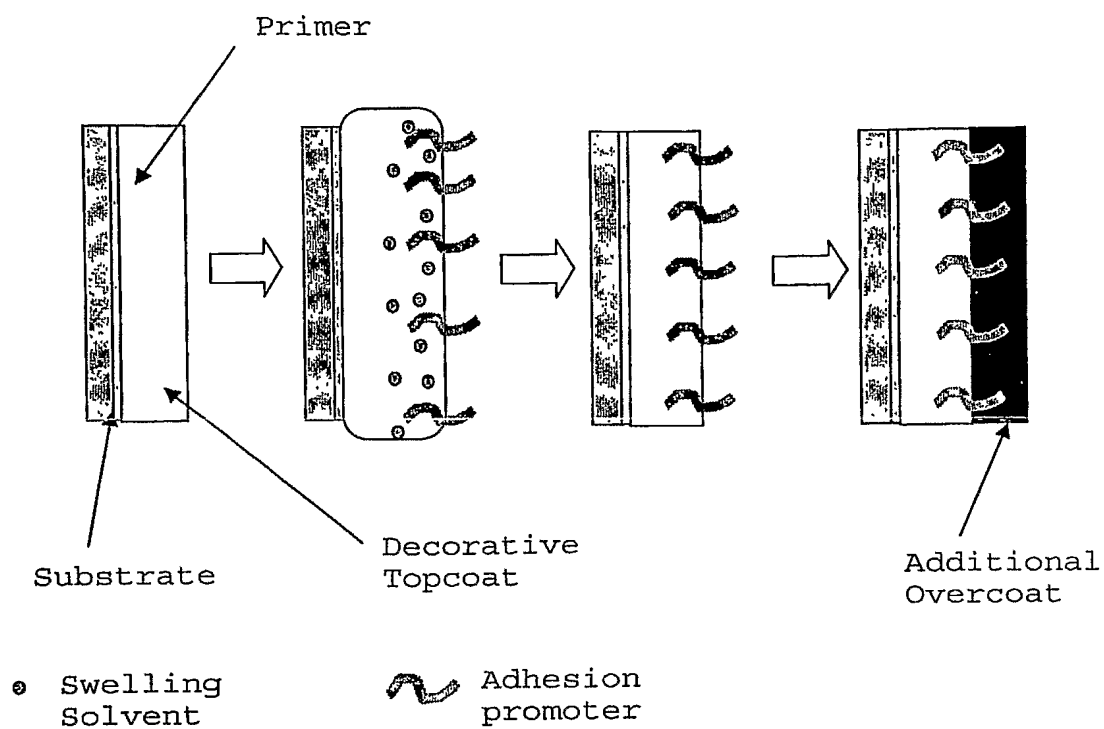 Primer
Substrate
Decorative
Topcoat
Additional
Overcoat
Swelling
Solvent
Adhesion
promoter